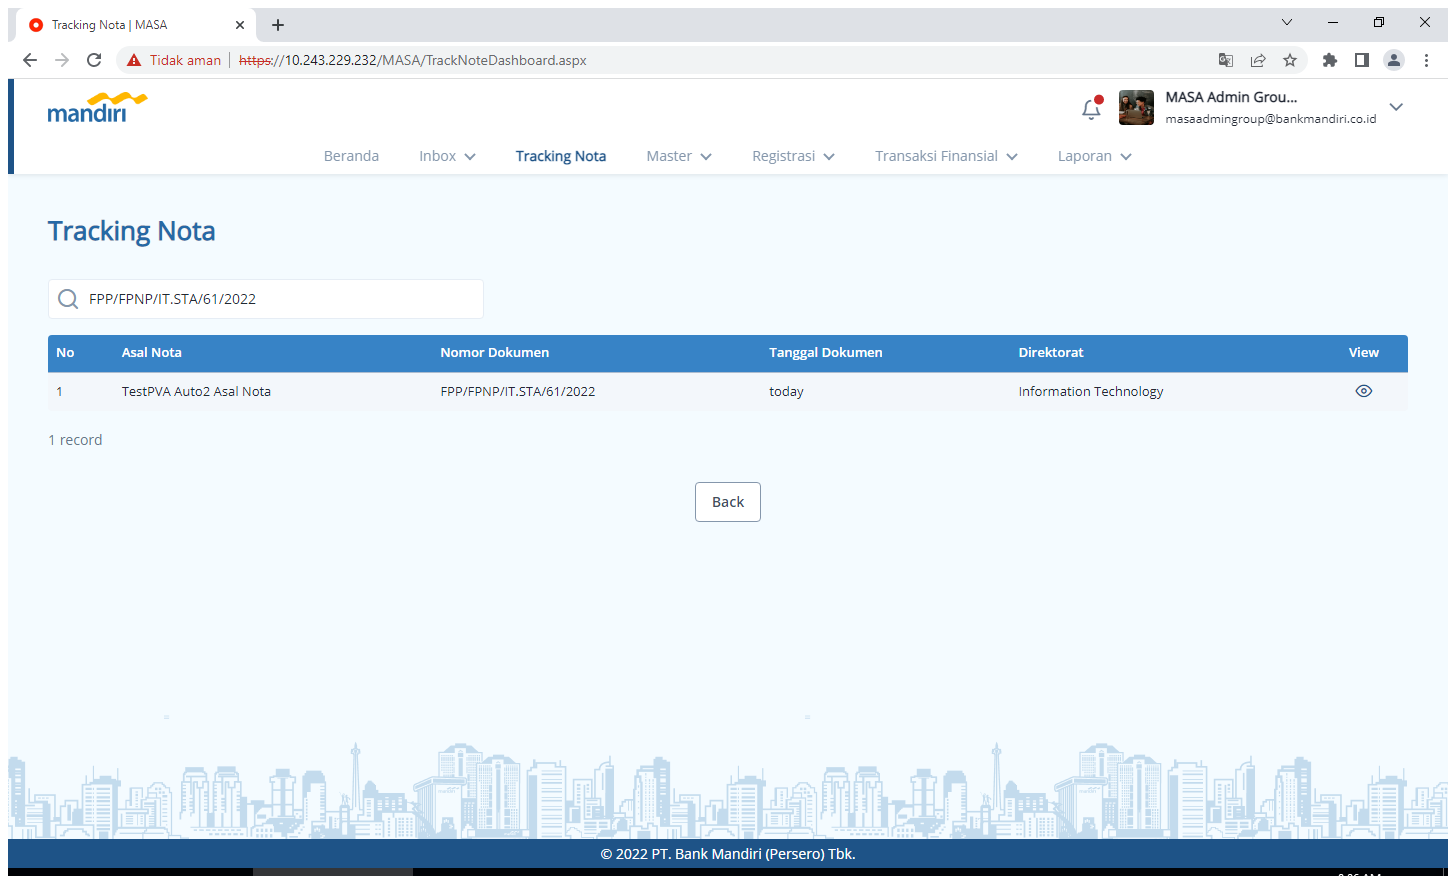 Tracking Nota | MASA
Tidak aman https://10.243.229.232/MASA/TrackNoteDashboard.aspx
mandiri
MASA Admin Grou...
masaadmingroup@bankmandiri.co.id
Beranda Inbox Tracking Nota Master Registrasi Transaksi Finansial Laporan
Tracking Nota
FPP/FPNP/IT.STA/61/2022
No Asal Nota Nomor Dokumen Tanggal Dokumen Direktorat View
1 TestPVA Auto2 Asal Nota FPP/FPNP/IT.STA/61/2022 today Information Technology
1 record
Back
mandiri mandiri
© 2022 PT. Bank Mandiri (Persero) Tbk.